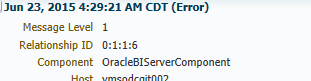 Jun 23, 2015 4:29:21 AM CDT (Error)
Message Level 1
Relationship ID 0:1:1:6
Component OracleBIServerComponent
Host